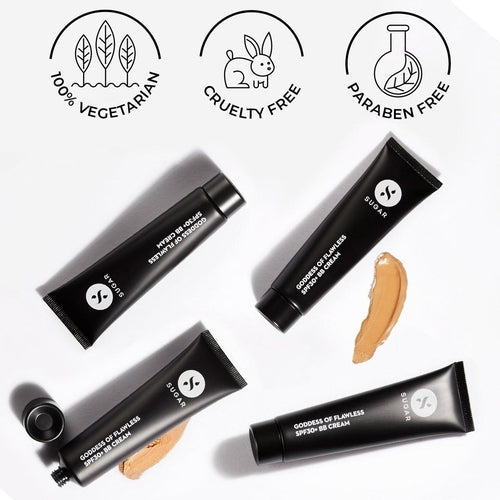 100% VEGETARIAN
CRUELTY FREE
PARABEN FREE
GODDESS OF FLAWLESS
SPF30+ BB CREAM
SUGAR
SUGAR
GODDESS OF FLAWLESS
SPF30+ BB CREAM
SUGAR
GODDESS OF FLAWLESS
SPF30+ BB CREAM
GODDESS OF FLAWLESS
SPF30+ BB CREAM
SUGAR